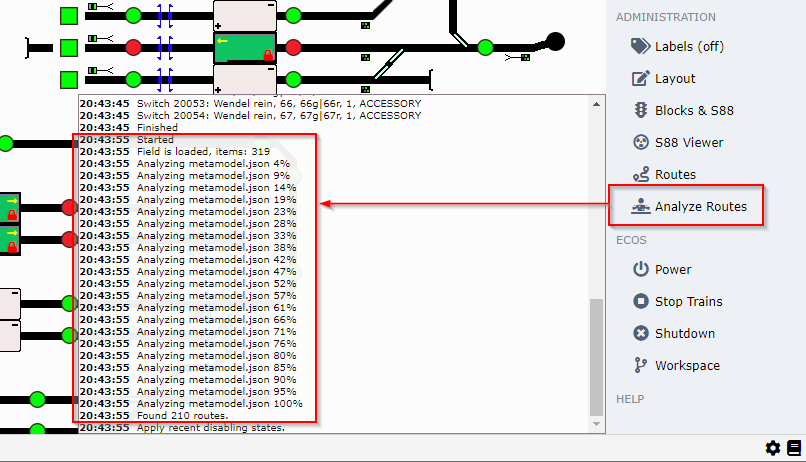 20:43:45 Switch 20053: Wendel rein, 66, 66g|66r, 1, ACCESSORY
20:43:45 Switch 20054: Wendel rein, 67, 67g|67r, 1, ACCESSORY
20:43:45 Finished
20:43:55 Started
20:43:55 Field is loaded, items: 319
20:43:55 Analyzing metamodel.json 4%
20:43:55 Analyzing metamodel.json 9%
20:43:55 Analyzing metamodel.json 14%
20:43:55 Analyzing metamodel.json 19%
20:43:55 Analyzing metamodel.json 23%
20:43:55 Analyzing metamodel.json 28%
20:43:55 Analyzing metamodel.json 33%
20:43:55 Analyzing metamodel.json 38%
20:43:55 Analyzing metamodel.json 42%
20:43:55 Analyzing metamodel.json 47%
20:43:55 Analyzing metamodel.json 52%
20:43:55 Analyzing metamodel.json 57%
20:43:55 Analyzing metamodel.json 61%
20:43:55 Analyzing metamodel.json 66%
20:43:55 Analyzing metamodel.json 71%
20:43:55 Analyzing metamodel.json 76%
20:43:55 Analyzing metamodel.json 80%
20:43:55 Analyzing metamodel.json 85%
20:43:55 Analyzing metamodel.json 90%
20:43:55 Analyzing metamodel.json 95%
20:43:55 Analyzing metamodel.json 100%
20:43:55 Found 210 routes.
20:43:55 Apply recent disabling states.
ADMINISTRATION
Labels (off)
Layout
Blocks & S88
S88 Viewer
Routes
Analyze Routes
ECOS
Power
Stop Trains
Shutdown
Workspace
HELP